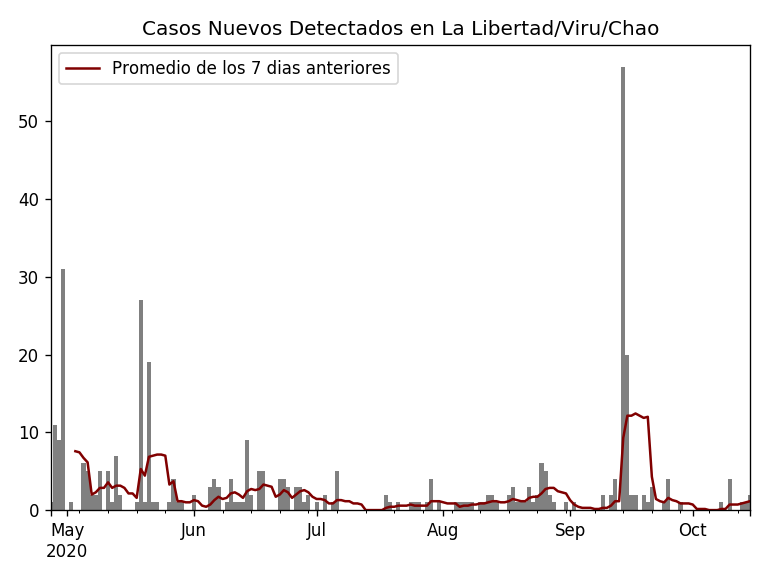 Casos Nuevos Detectados en La Libertad/Viru/Chao
Promedio de los 7 dias anteriores
50
40
30
20
10
0
May Jun Jul Aug Sep Oct
2020